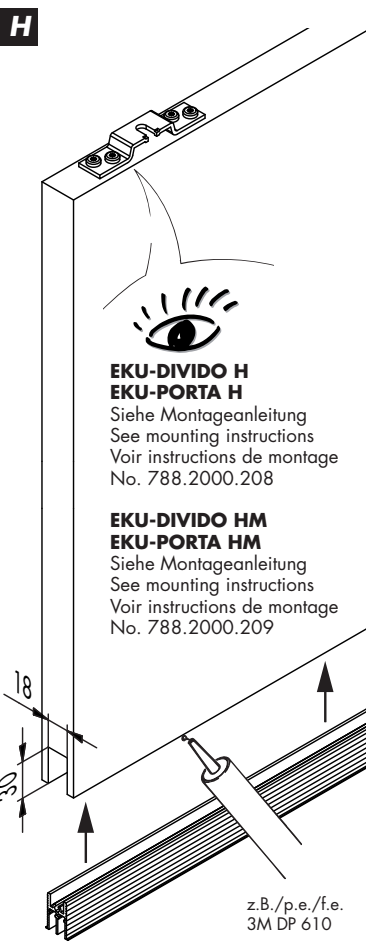 H
EKU-DIVIDO H
EKU-PORTA H
Siehe Montageanleitung
See mounting instructions
Voir instructions de montage
No. 788.2000.208
EKU-DIVIDO HM
EKU-PORTA HM
Siehe Montageanleitung
See mounting instructions
Voir instructions de montage
No. 788.2000.209
18
30
z.B./p.e./f.e.
3M DP 610